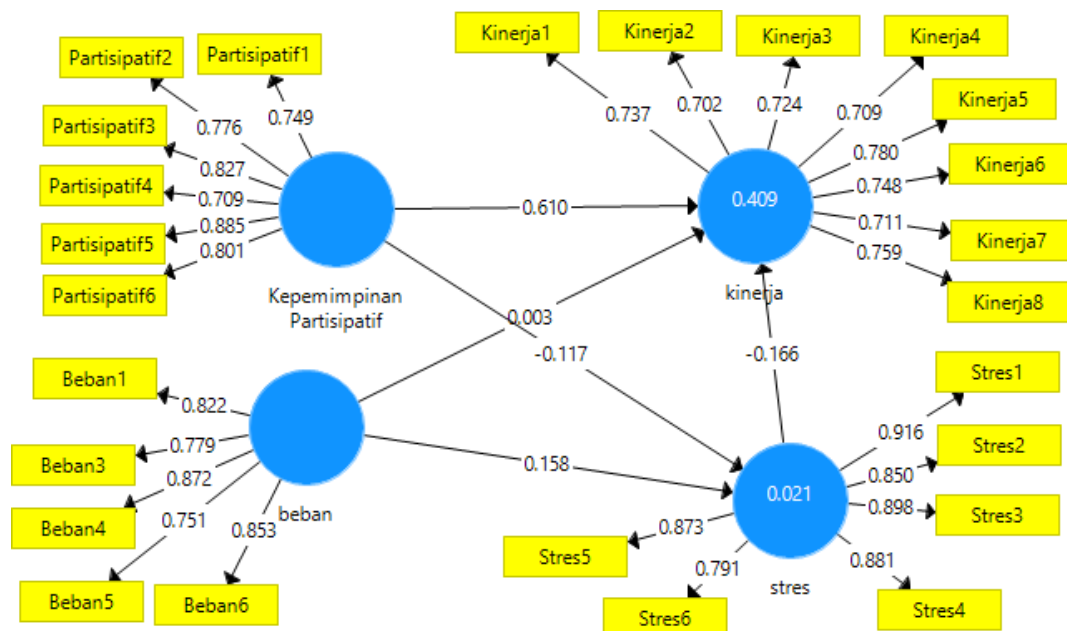 Partisipatif1
Partisipatif2
Partisipatif3
Partisipatif4
Partisipatif5
Partisipatif6
0.749
0.776
0.827
0.709
0.885
0.801
Kepemimpinan
Partisipatif
Kinerja1
Kinerja2
Kinerja3
Kinerja4
Kinerja5
Kinerja6
Kinerja7
Kinerja8
0.737
0.702
0.724
0.709
0.780
0.748
0.711
0.759
0.409
kinerja
0.610
0.003
-0.117
-0.166
0.158
Beban1
Beban3
Beban4
Beban5
Beban6
0.822
0.779
0.872
0.751
0.853
beban
Stres1
Stres2
Stres3
Stres4
Stres5
Stres6
0.916
0.850
0.898
0.881
0.873
0.791
0.021
stres